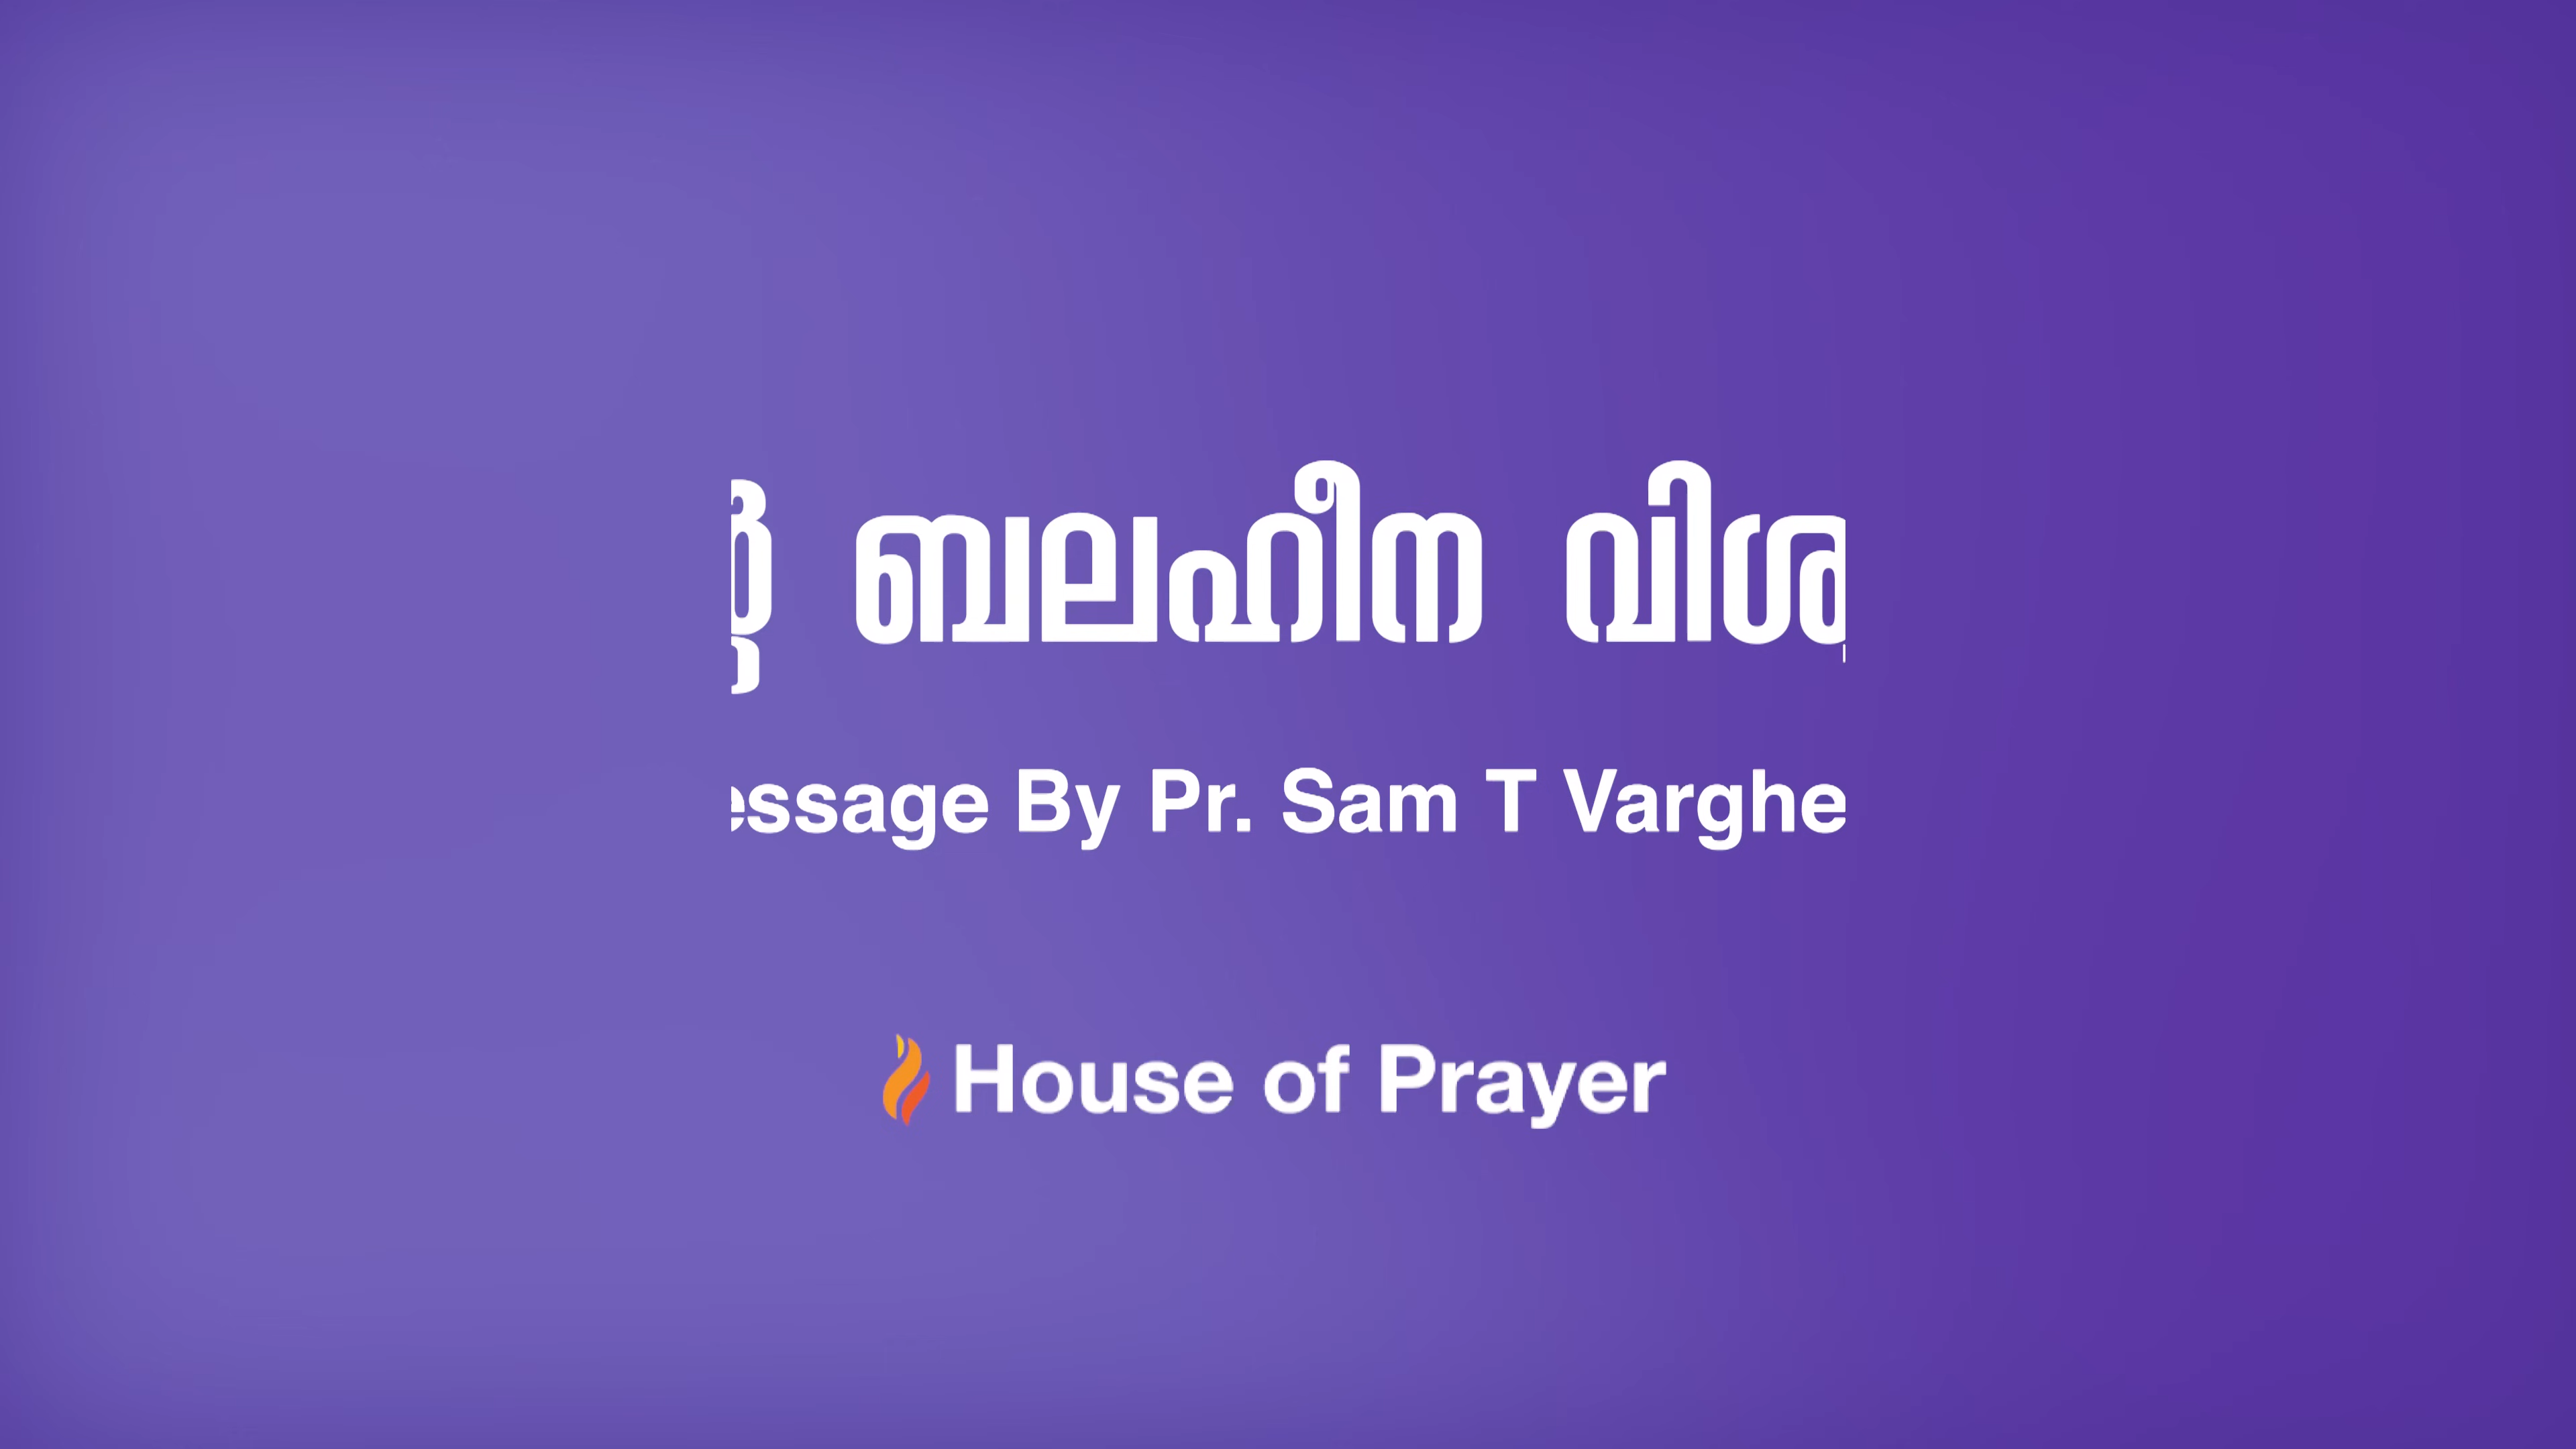 ബലഹീന വിശ
essage By Pr. Sam T Varghe
House of Prayer